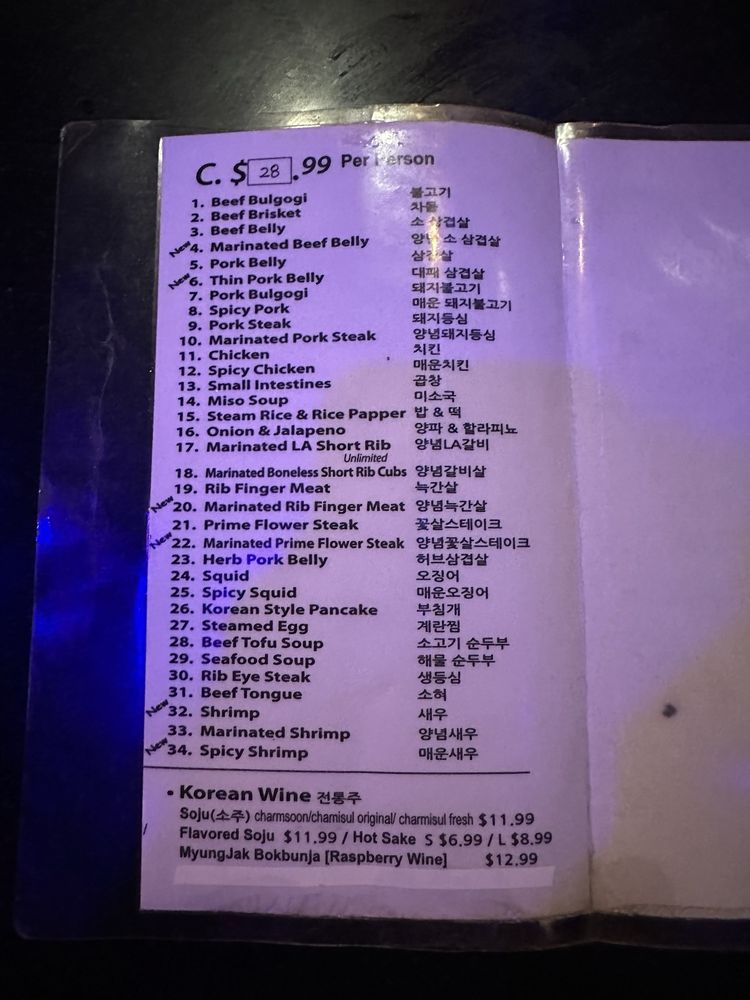 C. $ 28 .99 Per Person
1. Beef Bulgogi 불고기
2. Beef Brisket 차돌
3. Beef Belly 소 삼겹살
New 4. Marinated Beef Belly 양념 소 삼겹살
5. Pork Belly 삼겹살
New 6. Thin Pork Belly 대패 삼겹살
7. Pork Bulgogi 돼지불고기
8. Spicy Pork 매운 돼지불고기
9. Pork Steak 돼지등심
10. Marinated Pork Steak 양념돼지등심
11. Chicken 치킨
12. Spicy Chicken 매운치킨
13. Small Intestines 곱창
14. Miso Soup 미소국
15. Steam Rice & Rice Papper 밥 & 떡
16. Onion & Jalapeno 양파 & 할라피뇨
17. Marinated LA Short Rib 양념LA갈비
Unlimited
18. Marinated Boneless Short Rib Cubs 양념갈비살
19. Rib Finger Meat 늑간살
New 20. Marinated Rib Finger Meat 양념늑간살
21. Prime Flower Steak 꽃살스테이크
New 22. Marinated Prime Flower Steak 양념꽃살스테이크
23. Herb Pork Belly 허브삼겹살
24. Squid 오징어
25. Spicy Squid 매운오징어
26. Korean Style Pancake 부침개
27. Steamed Egg 계란찜
28. Beef Tofu Soup 소고기 순두부
29. Seafood Soup 해물 순두부
30. Rib Eye Steak 생등심
31. Beef Tongue 소혀
New 32. Shrimp 새우
33. Marinated Shrimp 양념새우
New 34. Spicy Shrimp 매운새우
• Korean Wine 전통주
Soju(소주) charmsoon/chamisul original/ charmisul fresh $11.99
Flavored Soju $11.99 / Hot Sake S $6.99 / L $8.99
MyungJak Bokbunja [Raspberry Wine] $12.99